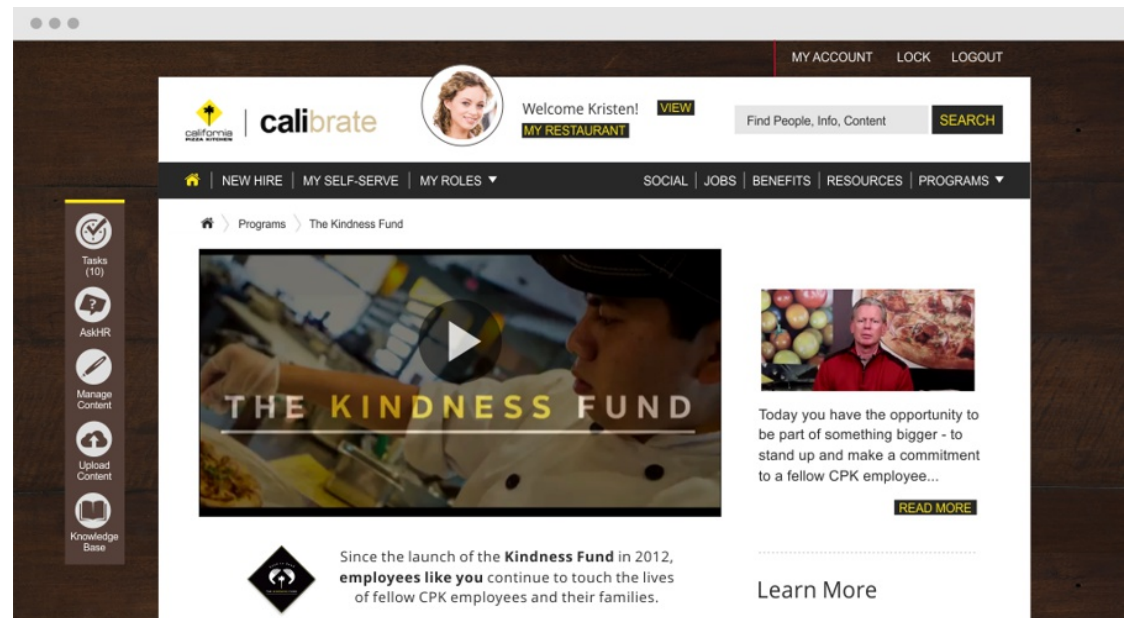 MY ACCOUNT LOCK LOGOUT
california
PIZZA KITCHEN
calibrate
Welcome Kristen! VIEW
MY RESTAURANT
Find People, Info, Content SEARCH
NEW HIRE | MY SELF-SERVE | MY ROLES ▼ SOCIAL | JOBS | BENEFITS | RESOURCES | PROGRAMS ▼
Programs The Kindness Fund
Tasks
(10)
AskHR
Manage
Content
Upload
Content
Knowledge
Base
THE KINDNESS FUND
Today you have the opportunity to
be part of something bigger - to
stand up and make a commitment
to a fellow CPK employee...
READ MORE
Since the launch of the Kindness Fund in 2012,
employees like you continue to touch the lives
of fellow CPK employees and their families.
Learn More